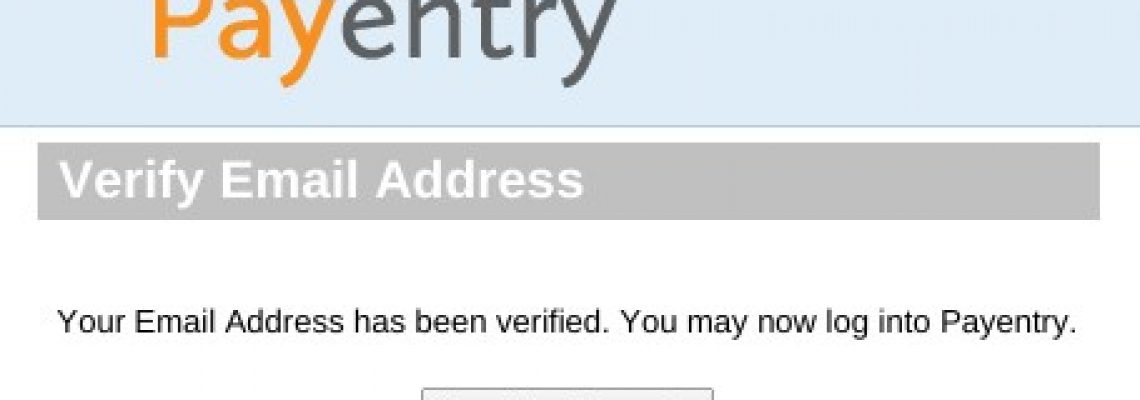 Payentry
Verify Email Address
Your Email Address has been verified. You may now log into Payentry.